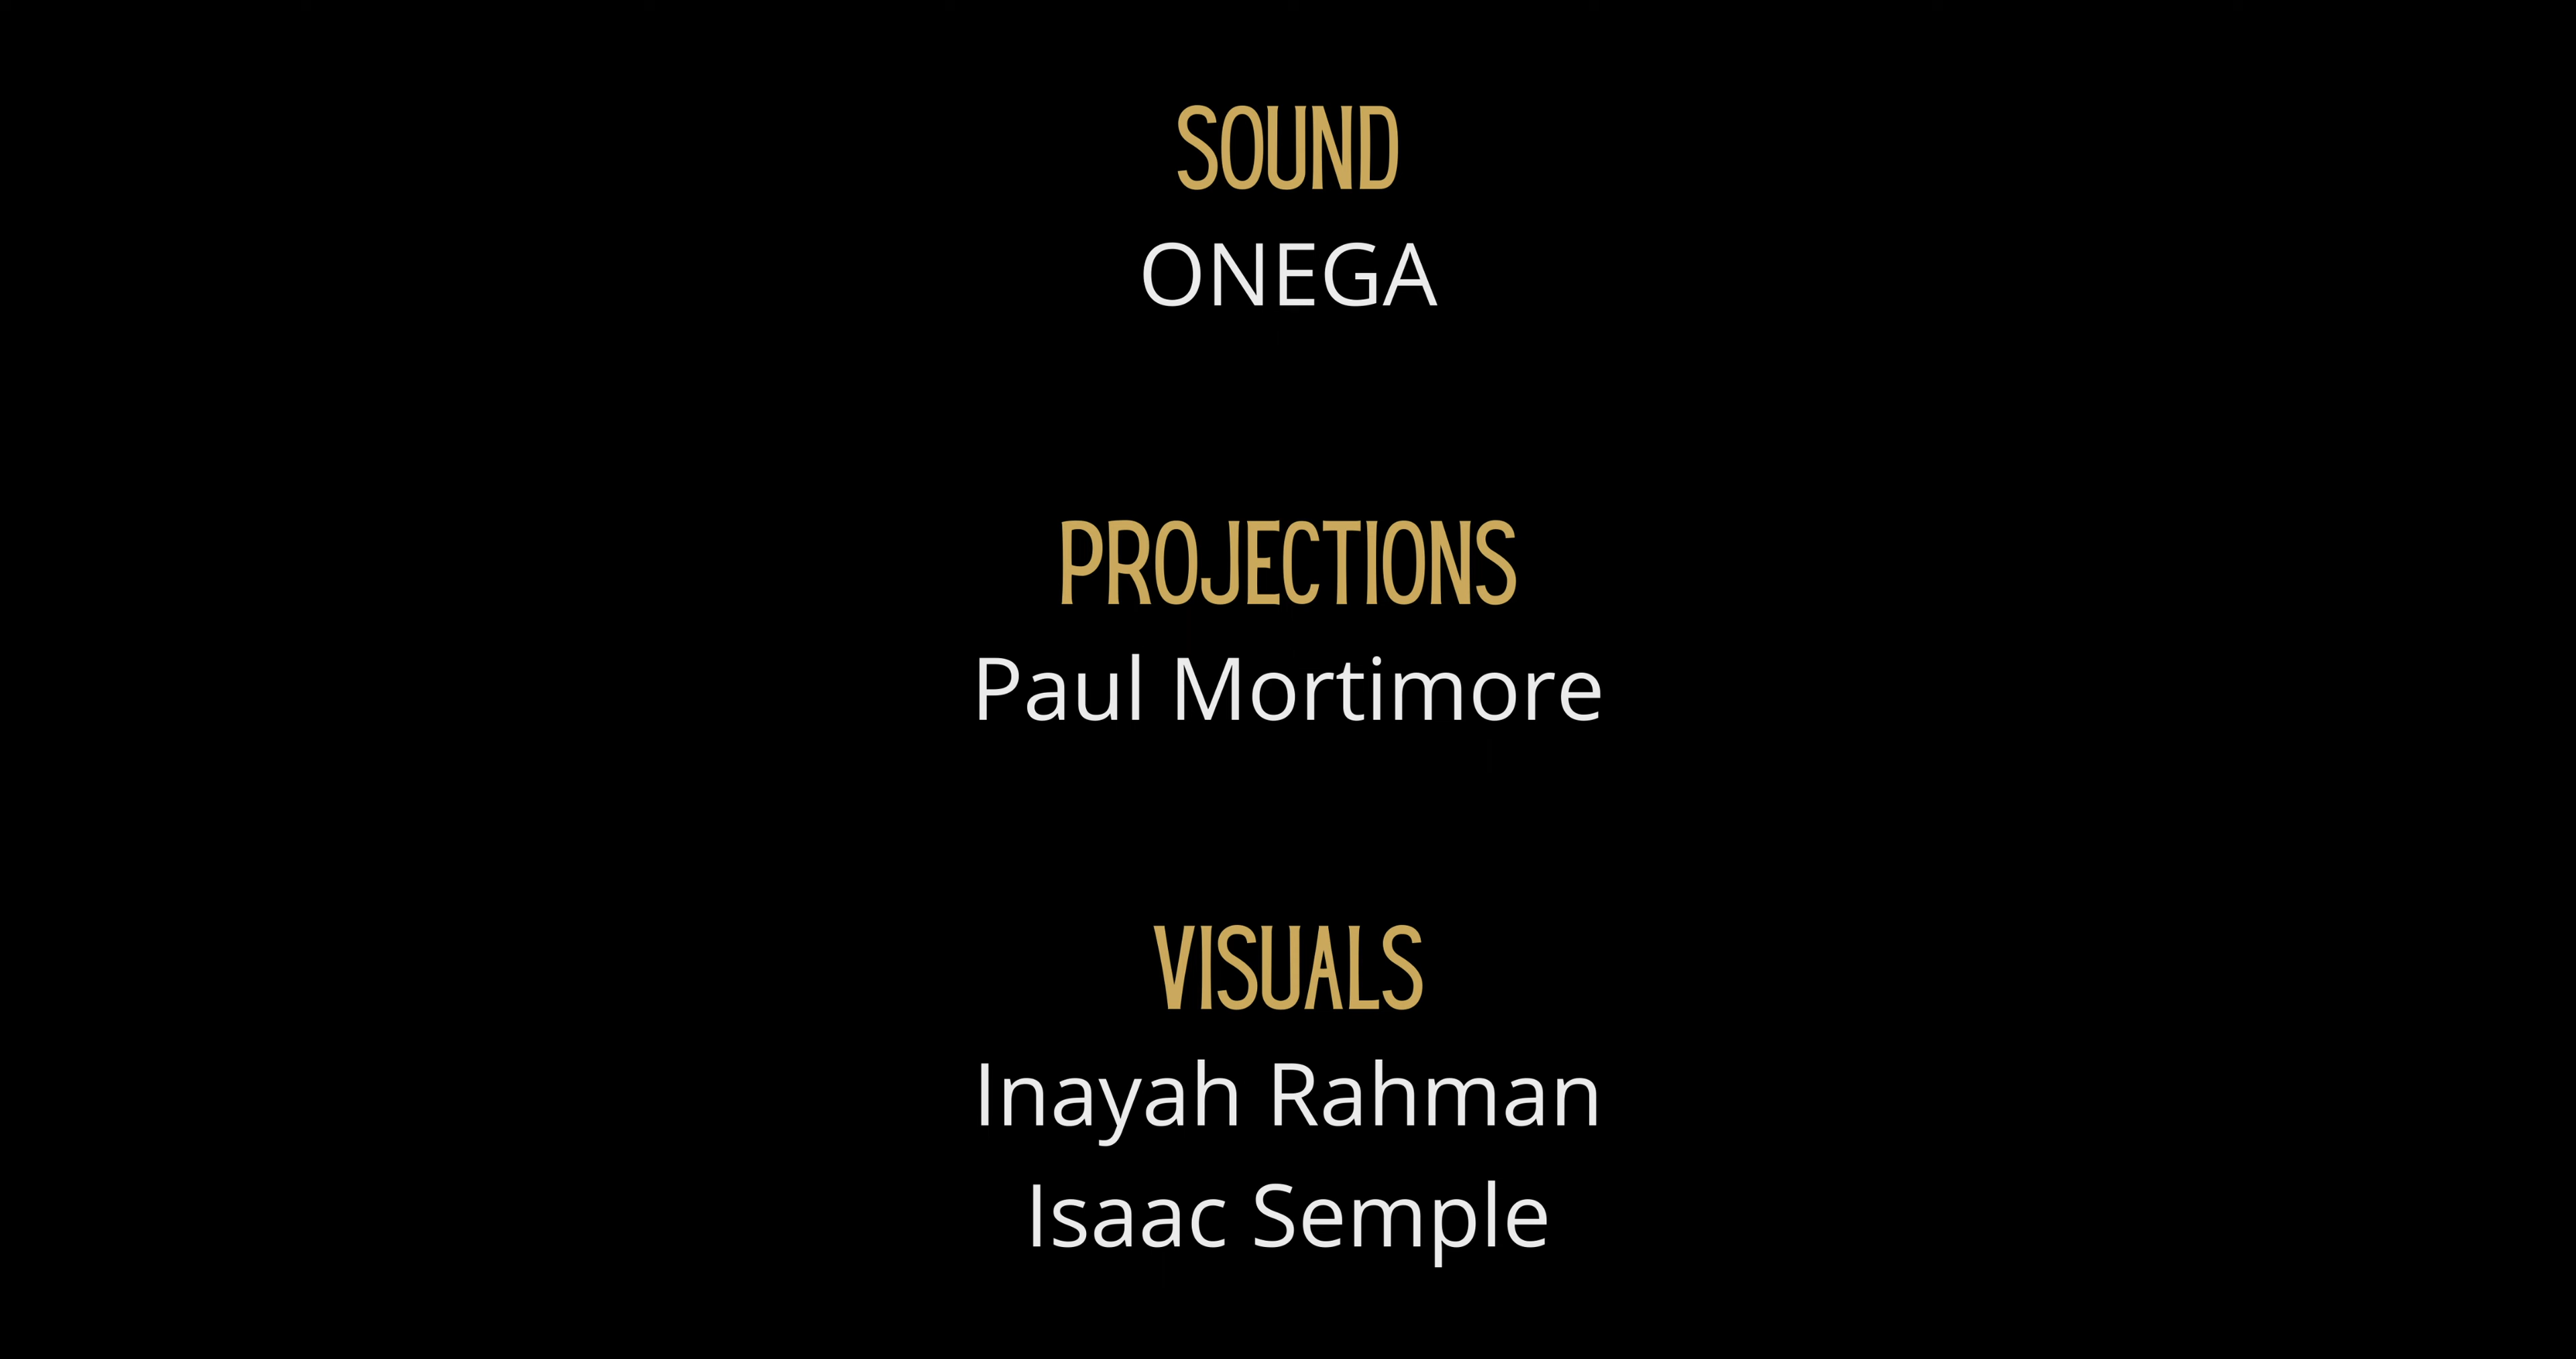 SOUND
ONEGA
PROJECTIONS
Paul Mortimore
VISUALS
Inayah Rahman
Isaac Semple